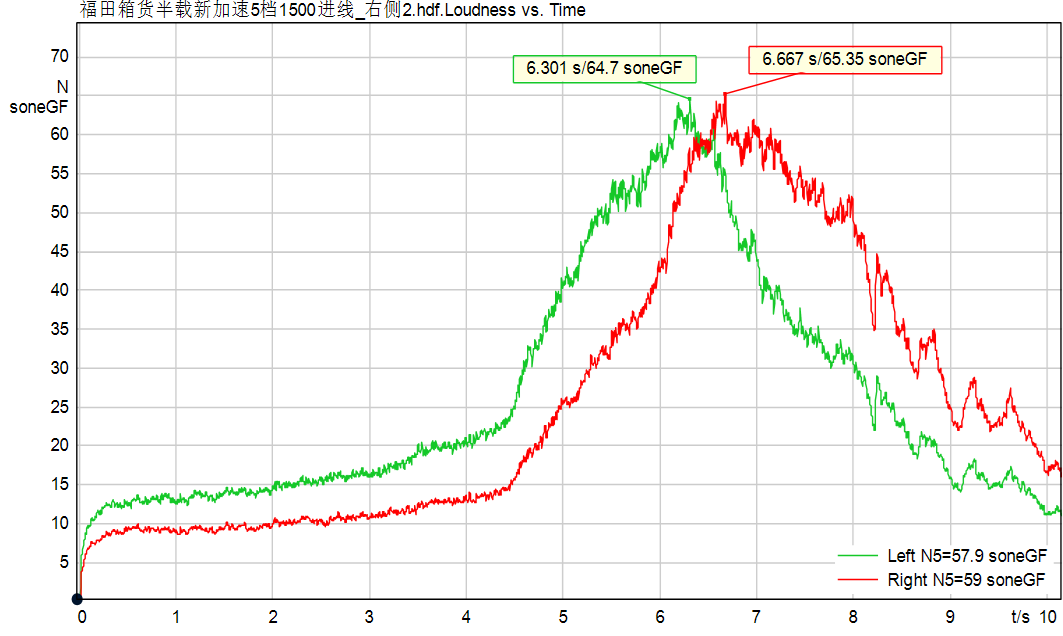 福田箱货半载新加速5档1500进线_右侧2.hdf.Loudness vs. Time
70
N
soneGF
60
55
50
45
40
35
30
25
20
15
10
5
6.301 s/64.7 soneGF
6.667 s/65.35 soneGF
Left N5=57.9 soneGF
Right N5=59 soneGF
0 1 2 3 4 5 6 7 8 9 t/s 10